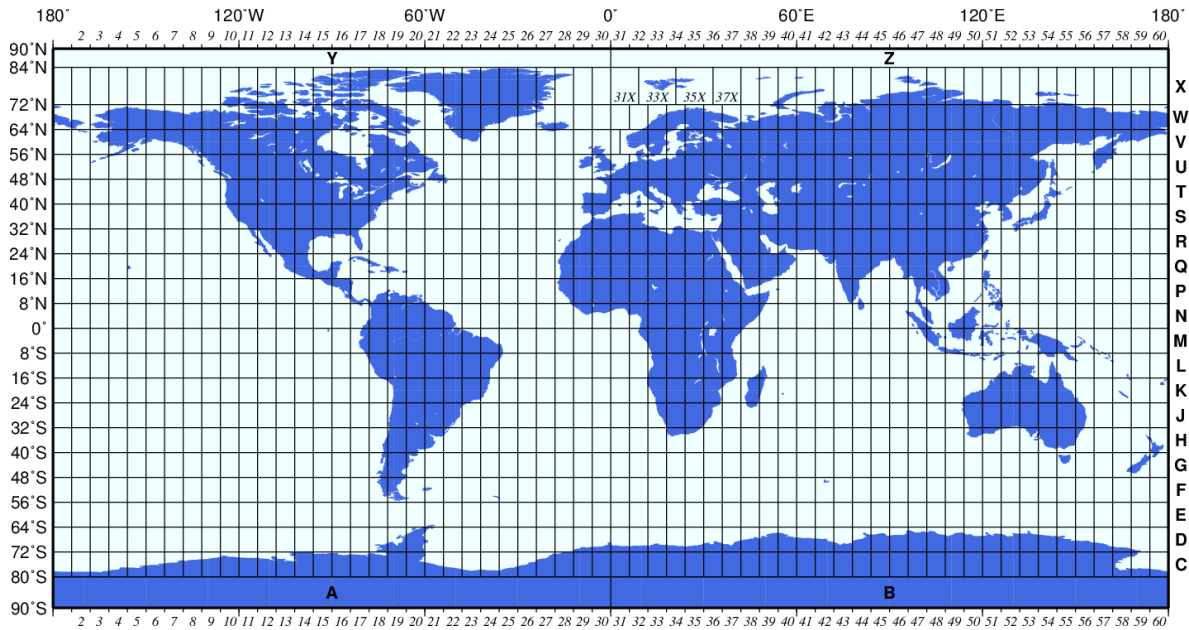 180˚ 120˚W 60˚W 0˚ 60˚E 120˚E 180˚
2 3 4 5 6 7 8 9 10 11 12 13 14 15 16 17 18 19 20 21 22 23 24 25 26 27 28 29 30 31 32 33 34 35 36 37 38 39 40 41 42 43 44 45 46 47 48 49 50 51 52 53 54 55 56 57 58 59 60
90˚N
Y Z
84˚N
X
31X 33X 35X 37X
72˚N
W
64˚N
V
56˚N
U
48˚N
T
40˚N
S
32˚N
R
24˚N
Q
16˚N
P
8˚N
N
0˚
M
8˚S
L
16˚S
K
24˚S
J
32˚S
H
40˚S
G
48˚S
F
56˚S
E
64˚S
D
72˚S
C
80˚S
A B
90˚S
2 3 4 5 6 7 8 9 10 11 12 13 14 15 16 17 18 19 20 21 22 23 24 25 26 27 28 29 30 31 32 33 34 35 36 37 38 39 40 41 42 43 44 45 46 47 48 49 50 51 52 53 54 55 56 57 58 59 60